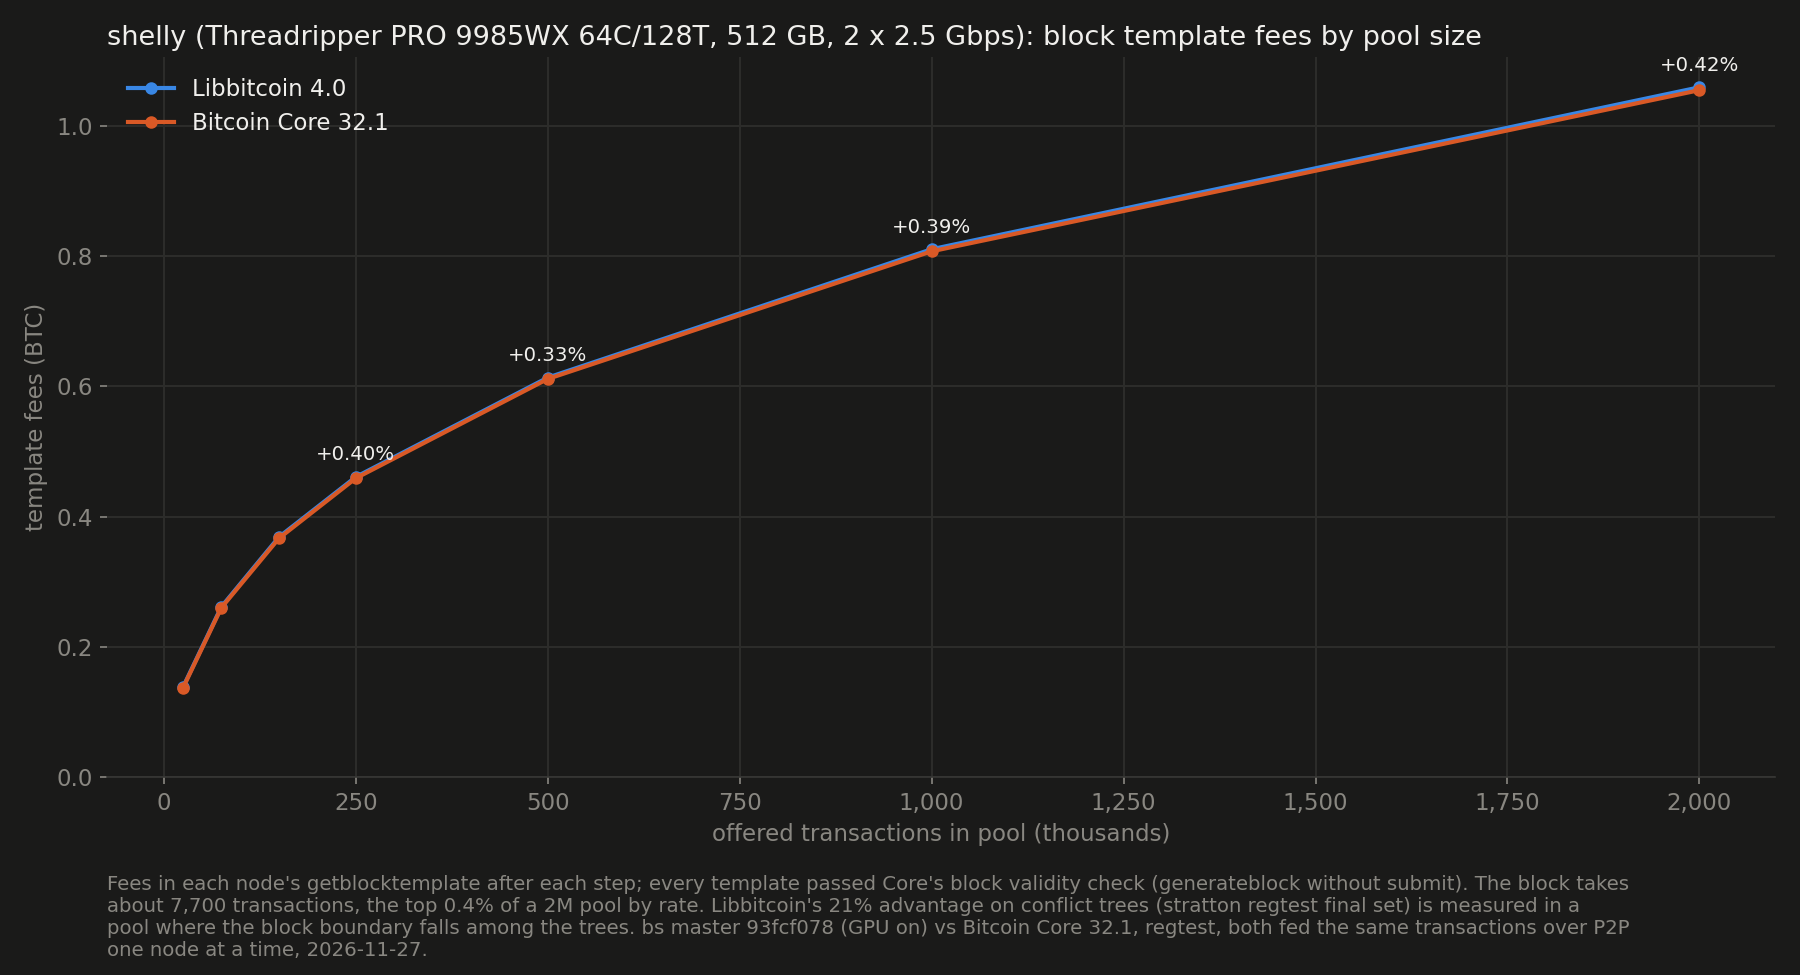 shelly (Threadripper PRO 9985WX 64C/128T, 512 GB, 2 x 2.5 Gbps): block template fees by pool size
Libbitcoin 4.0
Bitcoin Core 32.1
+0.42%
+0.39%
+0.33%
+0.40%
1.0
0.8
0.6
0.4
0.2
0.0
template fees (BTC)
0
250
500
750
1,000
1,250
1,500
1,750
2,000
offered transactions in pool (thousands)
Fees in each node's getblocktemplate after each step; every template passed Core's block validity check (generateblock without submit). The block takes
about 7,700 transactions, the top 0.4% of a 2M pool by rate. Libbitcoin's 21% advantage on conflict trees (stratton regtest final set) is measured in a
pool where the block boundary falls among the trees. bs master 93fcf078 (GPU on) vs Bitcoin Core 32.1, regtest, both fed the same transactions over P2P
one node at a time, 2026-11-27.